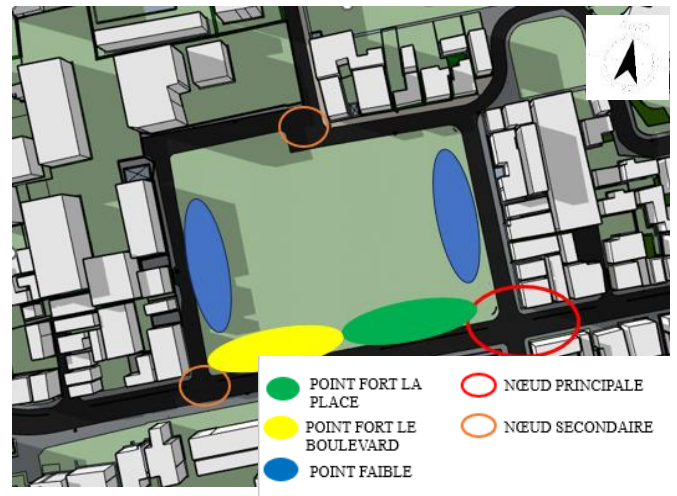 POINT FORT LA
PLACE
POINT FORT LE
BOULEVARD
POINT FAIBLE
NŒUD PRINCIPALE
NŒUD SECONDAIRE